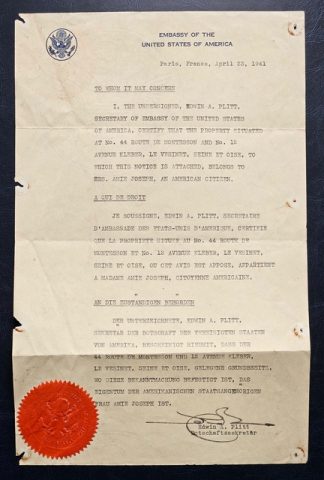 EMBASSY OF THE
UNITED STATES OF AMERICA
Paris, France, April 23, 1941
TO WHOM IT MAY CONCERN
I, THE UNDERSIGNED, EDWIN A. PLITT,
SECRETARY OF EMBASSY OF THE UNITED STATES
OF AMERICA, CERTIFY THAT THE PROPERTY SITUATED
AT No. 44 ROUTE DE MONTESSON AND No. 12
AVENUE KLEBER, LE VESINET, SEINE ET OISE, TO
WHICH THIS NOTICE IS ATTACHED, BELONGS TO
MRS. AMIE JOSEPH, AN AMERICAN CITIZEN.
A QUI DE DROIT
JE SOUSSIGNE, EDWIN A. PLITT, SECRETAIRE
D'AMBASSADE DES ETATS-UNIS D'AMERIQUE, CERTIFIE
QUE LA PROPRIETE SITUEE AU No. 44 ROUTE DE
MONTESSON ET No. 12 AVENUE KLEBER, LE VESINET,
SEINE ET OISE, OU CET AVIS EST APPOSE, APPARTIENT
A MADAME AMIE JOSEPH, CITOYENNE AMERICAINE.
AN DIE ZUSTANDIGEN BEHORDEN
DER UNTERZEICHNETE, EDWIN A. PLITT,
SEKRETAR DER BOTSCHAFT DER VEREINIGTEN STAATEN
VON AMERIKA, BESCHEINIGT HIERMIT, DASS DER
44 ROUTE DE MONTESSON UND 12 AVENUE KLEBER,
LE VESINET, SEINE ET OISE, GELEGENE GRUNDBESITZ,
WO DIESE BEKANNTMACHUNG BEFESTIGT IST, DAS
EIGENTUM DER AMERIKANISCHEN STAATSANGEHORIGEN
FRAU AMIE JOSEPH IST.
Edwin A. Plitt
Botschaftssekretär